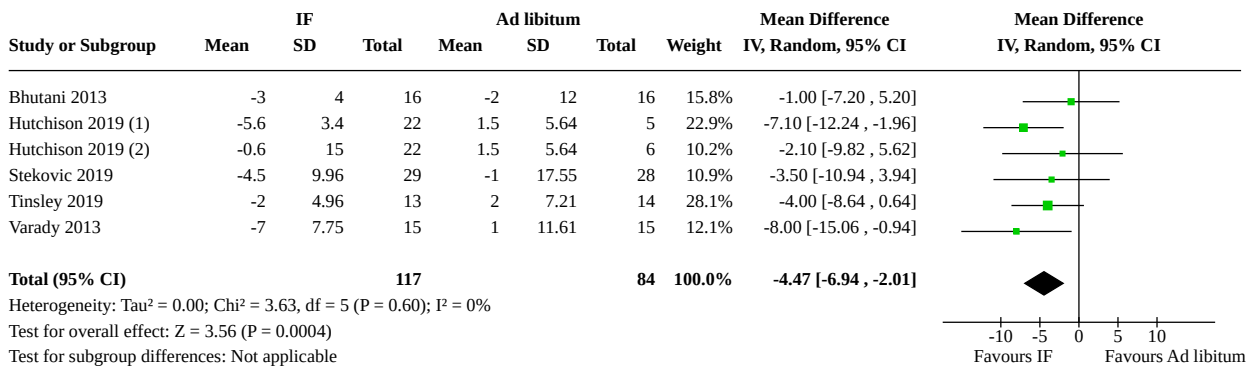 IF Ad libitum Mean Difference Mean Difference
Study or Subgroup Mean SD Total Mean SD Total Weight IV, Random, 95% CI IV, Random, 95% CI
Bhutani 2013 -3 4 16 -2 12 16 15.8% -1.00 [-7.20 , 5.20]
Hutchison 2019 (1) -5.6 3.4 22 1.5 5.64 5 22.9% -7.10 [-12.24 , -1.96]
Hutchison 2019 (2) -0.6 15 22 1.5 5.64 6 10.2% -2.10 [-9.82 , 5.62]
Stekovic 2019 -4.5 9.96 29 -1 17.55 28 10.9% -3.50 [-10.94 , 3.94]
Tinsley 2019 -2 4.96 13 2 7.21 14 28.1% -4.00 [-8.64 , 0.64]
Varady 2013 -7 7.75 15 1 11.61 15 12.1% -8.00 [-15.06 , -0.94]
Total (95% CI) 117 84 100.0% -4.47 [-6.94 , -2.01]
Heterogeneity: Tau² = 0.00; Chi² = 3.63, df = 5 (P = 0.60); I² = 0%
Test for overall effect: Z = 3.56 (P = 0.0004) -10 -5 0 5 10
Test for subgroup differences: Not applicable Favours IF Favours Ad libitum